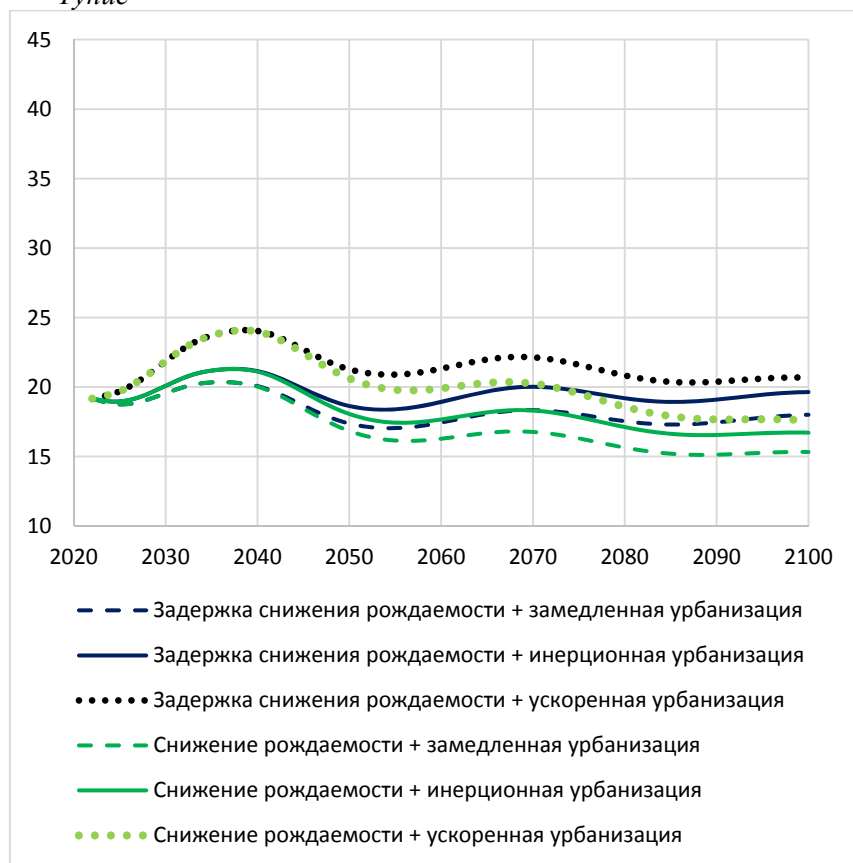 Тунис
45
40
35
30
25
20
15
10
2020 2030 2040 2050 2060 2070 2080 2090 2100
Задержка снижения рождаемости + замедленная урбанизация
Задержка снижения рождаемости + инерционная урбанизация
Задержка снижения рождаемости + ускоренная урбанизация
Снижение рождаемости + замедленная урбанизация
Снижение рождаемости + инерционная урбанизация
Снижение рождаемости + ускоренная урбанизация